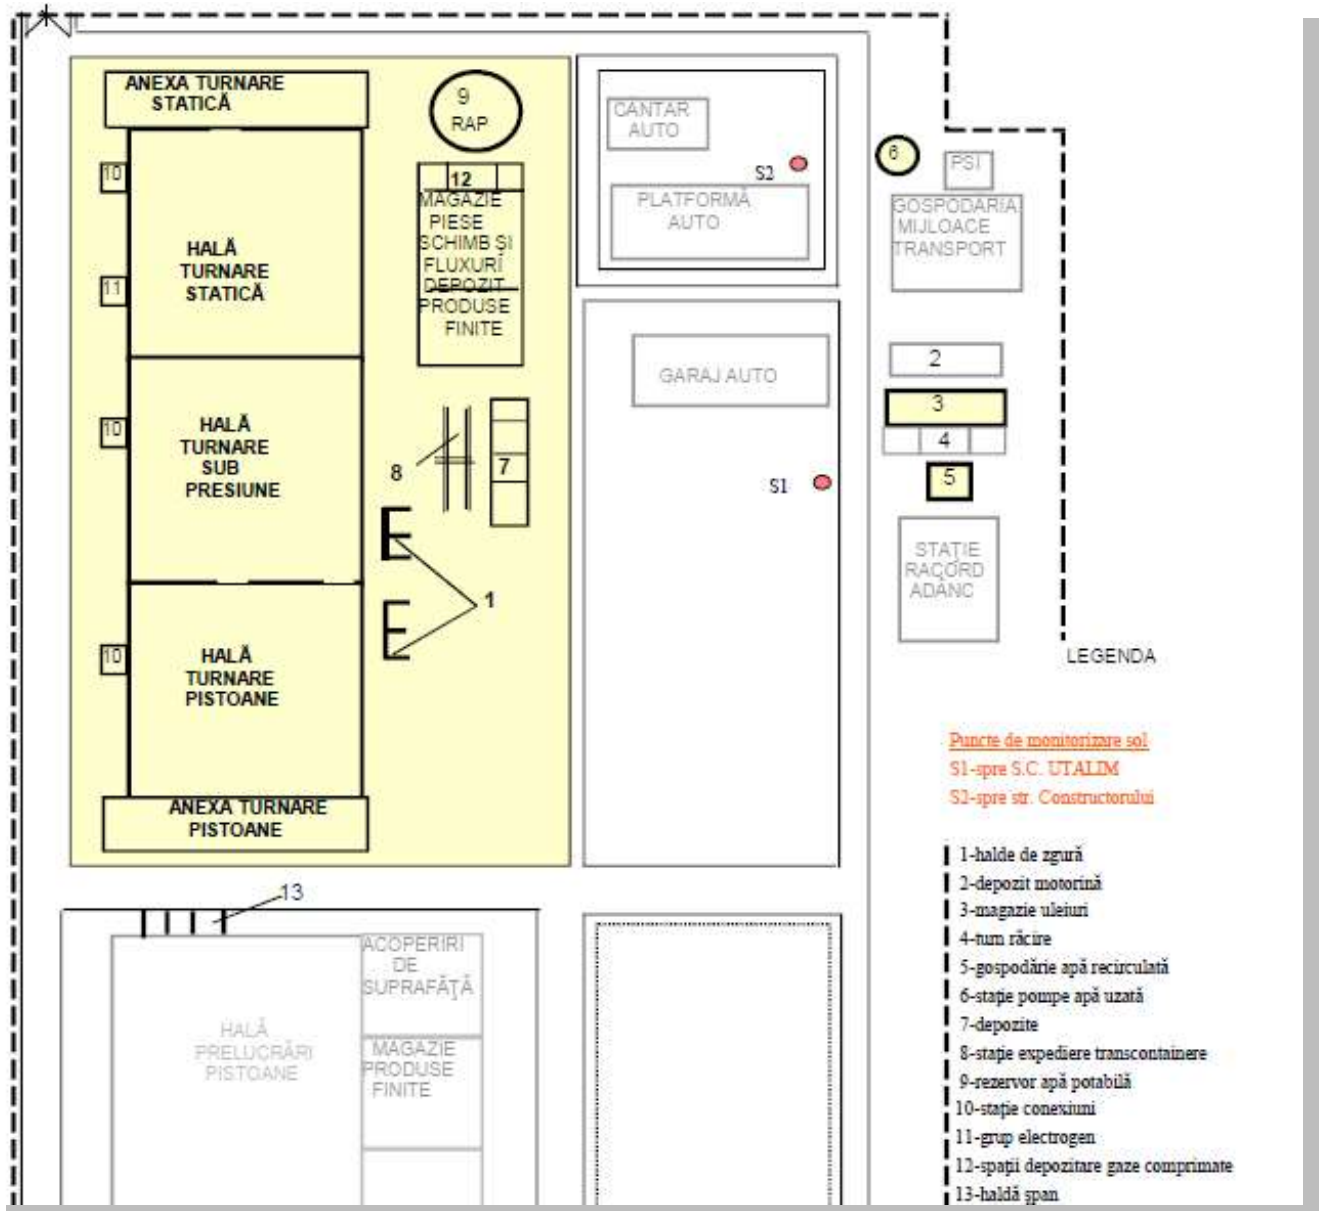 ANEXA TURNARE
STATICĂ
9
RAP
CÂNTAR
AUTO
S2
PLATFORMĂ
AUTO
6
PSI
GOSPODARIA
MIJLOACE
TRANSPORT
10
12
MAGAZIE
PIESE
SCHIMB ȘI
FLUXURI
DEPOZIT
PRODUSE
FINITE
HALĂ
TURNARE
STATICĂ
11
GARAJ AUTO
2
3
4
5
10
HALĂ
TURNARE
SUB
PRESIUNE
8
7
S1
STAȚIE
RACORD
ADÂNC
1
10
HALĂ
TURNARE
PISTOANE
LEGENDA
Puncte de monitorizare sol
S1-spre S.C. UTALIM
S2-spre str. Constructorului
ANEXA TURNARE
PISTOANE
13
ACOPERIRI
DE
SUPRAFĂŢĂ
HALĂ
PRELUCRĂRI
PISTOANE
MAGAZIE
PRODUSE
FINITE
1-halde de zgură
2-depozit motorină
3-magazie uleiuri
4-turn răcire
5-gospodărie apă recirculată
6-stație pompe apă uzată
7-depozite
8-stație expediere transcontainere
9-rezervor apă potabilă
10-stație conexiuni
11-grup electrogen
12-spații depozitare gaze comprimate
13-haldă șpan